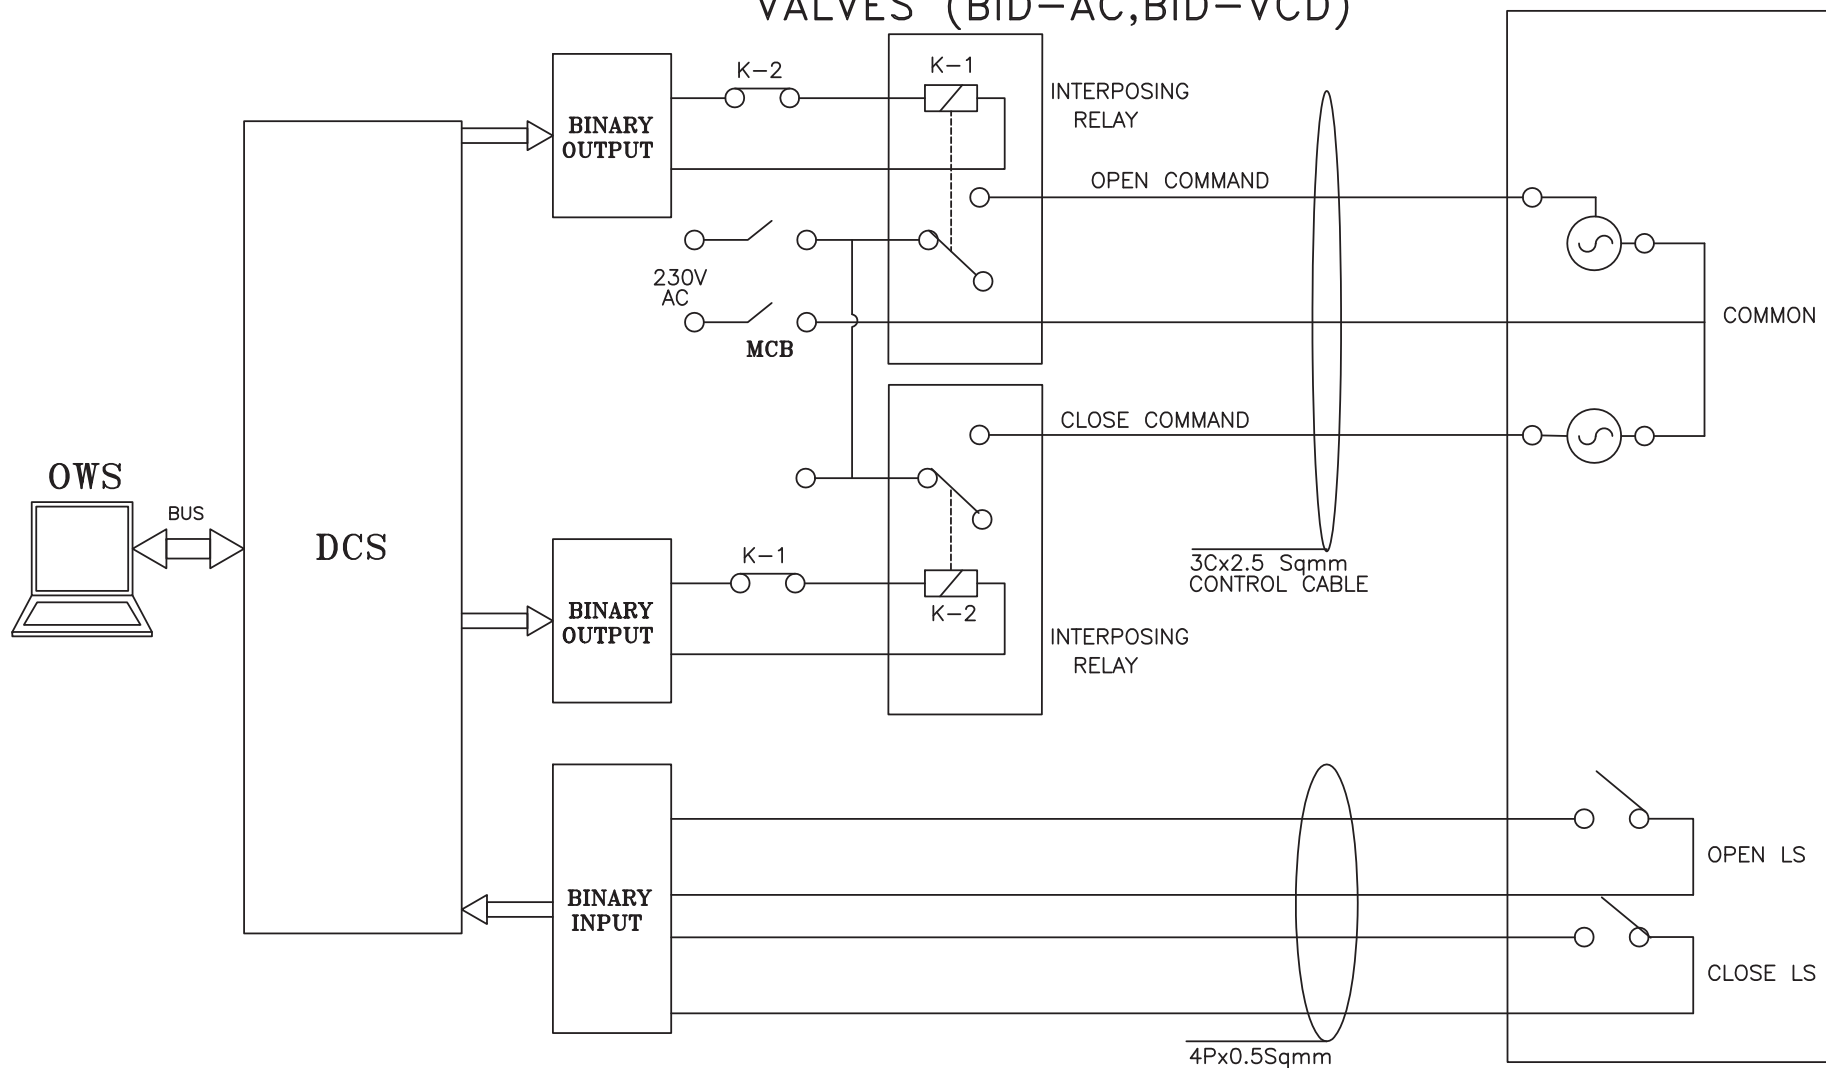 VALVES (BID-AC,BID-VCD)
K-2
K-1
INTERPOSING
RELAY
BINARY
OUTPUT
OPEN COMMAND
230V
AC
MCB
COMMON
CLOSE COMMAND
OWS
BUS
DCS
K-1
3Cx2.5 Sqmm
CONTROL CABLE
BINARY
OUTPUT
K-2
INTERPOSING
RELAY
OPEN LS
BINARY
INPUT
CLOSE LS
4Px0.5Sqmm